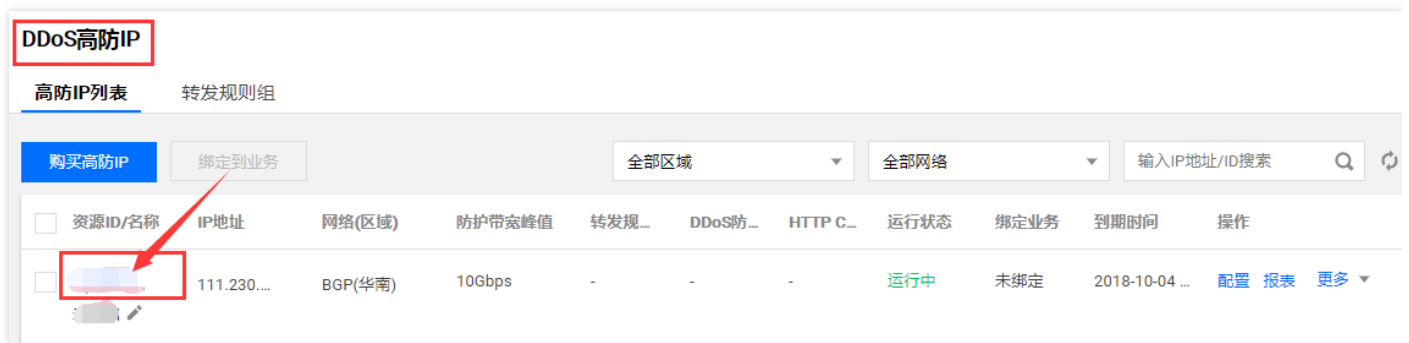 DDoS高防IP
高防IP列表 转发规则组
购买高防IP 绑定到业务 全部区域 全部网络 输入IP地址/ID搜索
资源ID/名称 IP地址 网络(区域) 防护带宽峰值 转发规... DDoS防... HTTP C... 运行状态 绑定业务 到期时间 操作
111.230.... BGP(华南) 10Gbps - - - 运行中 未绑定 2018-10-04 ... 配置 报表 更多